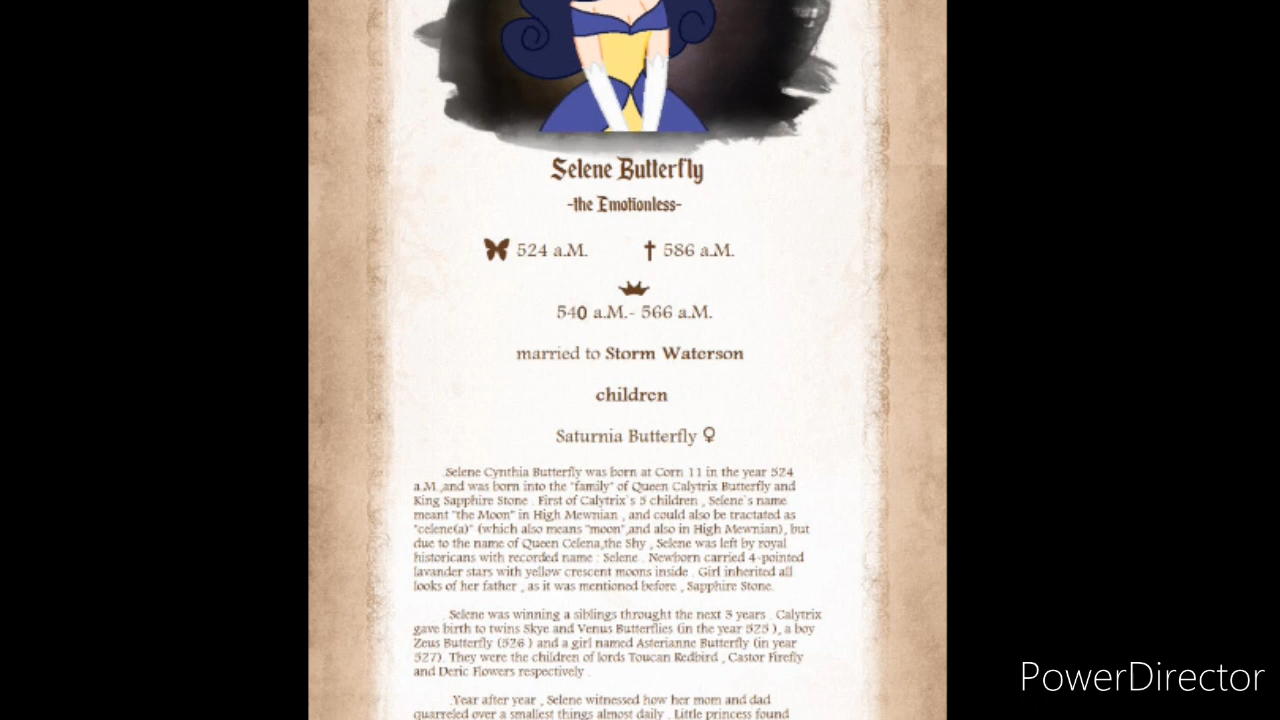 Selene Butterfly
-the Emotionless-
524 a.M. † 586 a.M.
540 a.M.- 566 a.M.
married to Storm Waterson
children
Saturnia Butterfly ♀
.Selene Cynthia Butterfly was born at Corn 11 in the year 524
a.M.,and was born into the "family" of Queen Calytrix Butterfly and
King Sapphire Stone . First of Calytrix`s 5 children , Selene`s name
meant "the Moon" in High Mewnian , and could also be tractated as
"celene(a)" (which also means "moon",and also in High Mewnian), but
due to the name of Queen Celena,the Shy , Selene was left by royal
historicans with recorded name : Selene . Newborn carried 4-pointed
lavander stars with yellow crescent moons inside . Girl inherited all
looks of her father , as it was mentioned before , Sapphire Stone.
. Selene was winning a siblings throught the next 3 years . Calytrix
gave birth to twins Skye and Venus Butterflies (in the year 525 ), a boy
Zeus Butterfly (526 ) and a girl named Asterianne Butterfly (in year
527). They were the children of lords Toucan Redbird , Castor Firefly
and Deric Flowers respectively .
.Year after year , Selene witnessed how her mom and dad
quarreled over a smallest things almost daily . Little princess found
PowerDirector